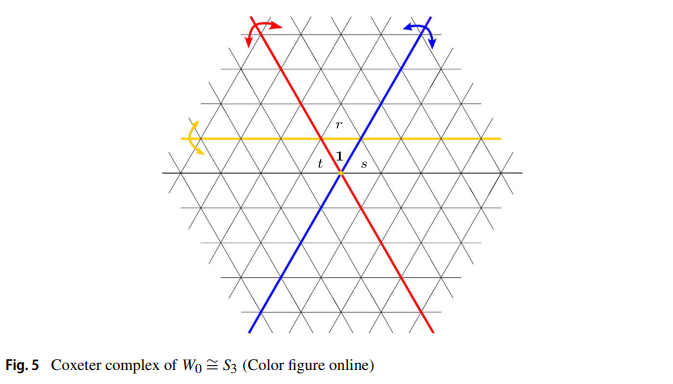 r
1
t s
Fig. 5 Coxeter complex of W₀ ≅ S₃ (Color figure online)